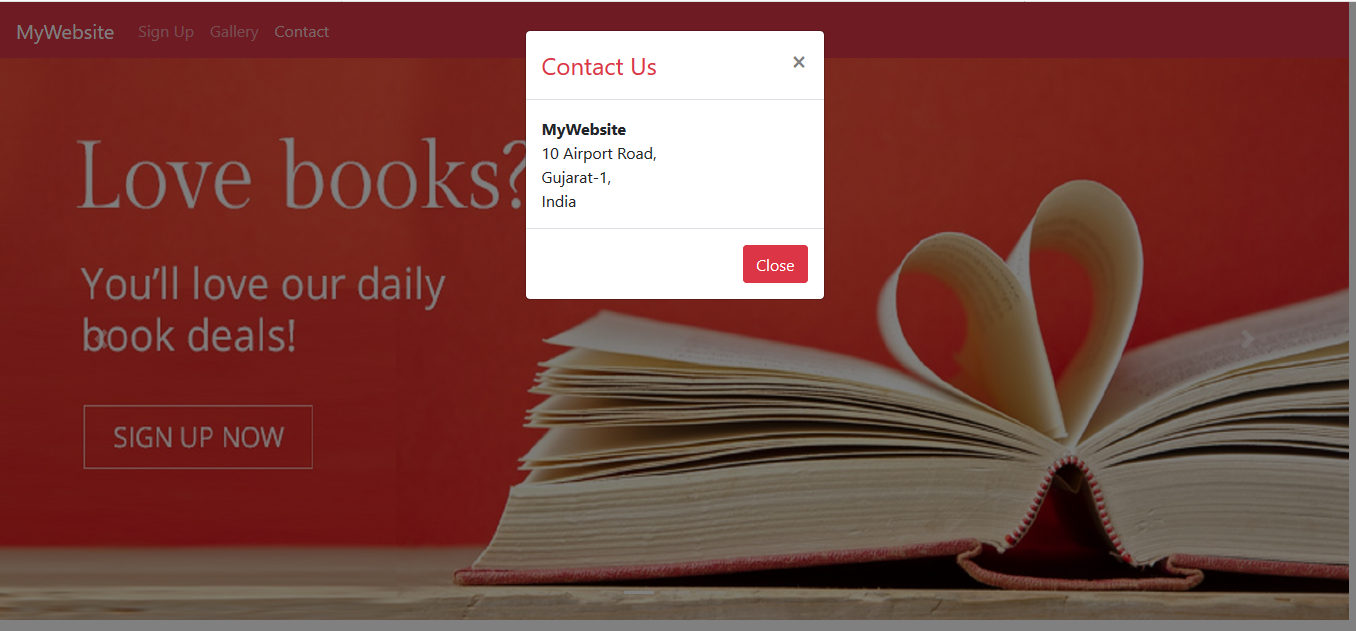 MyWebsite Sign Up Gallery Contact
Contact Us ×
MyWebsite
10 Airport Road,
Gujarat-1,
India
Close
Love books?
You'll love our daily
book deals!
SIGN UP NOW